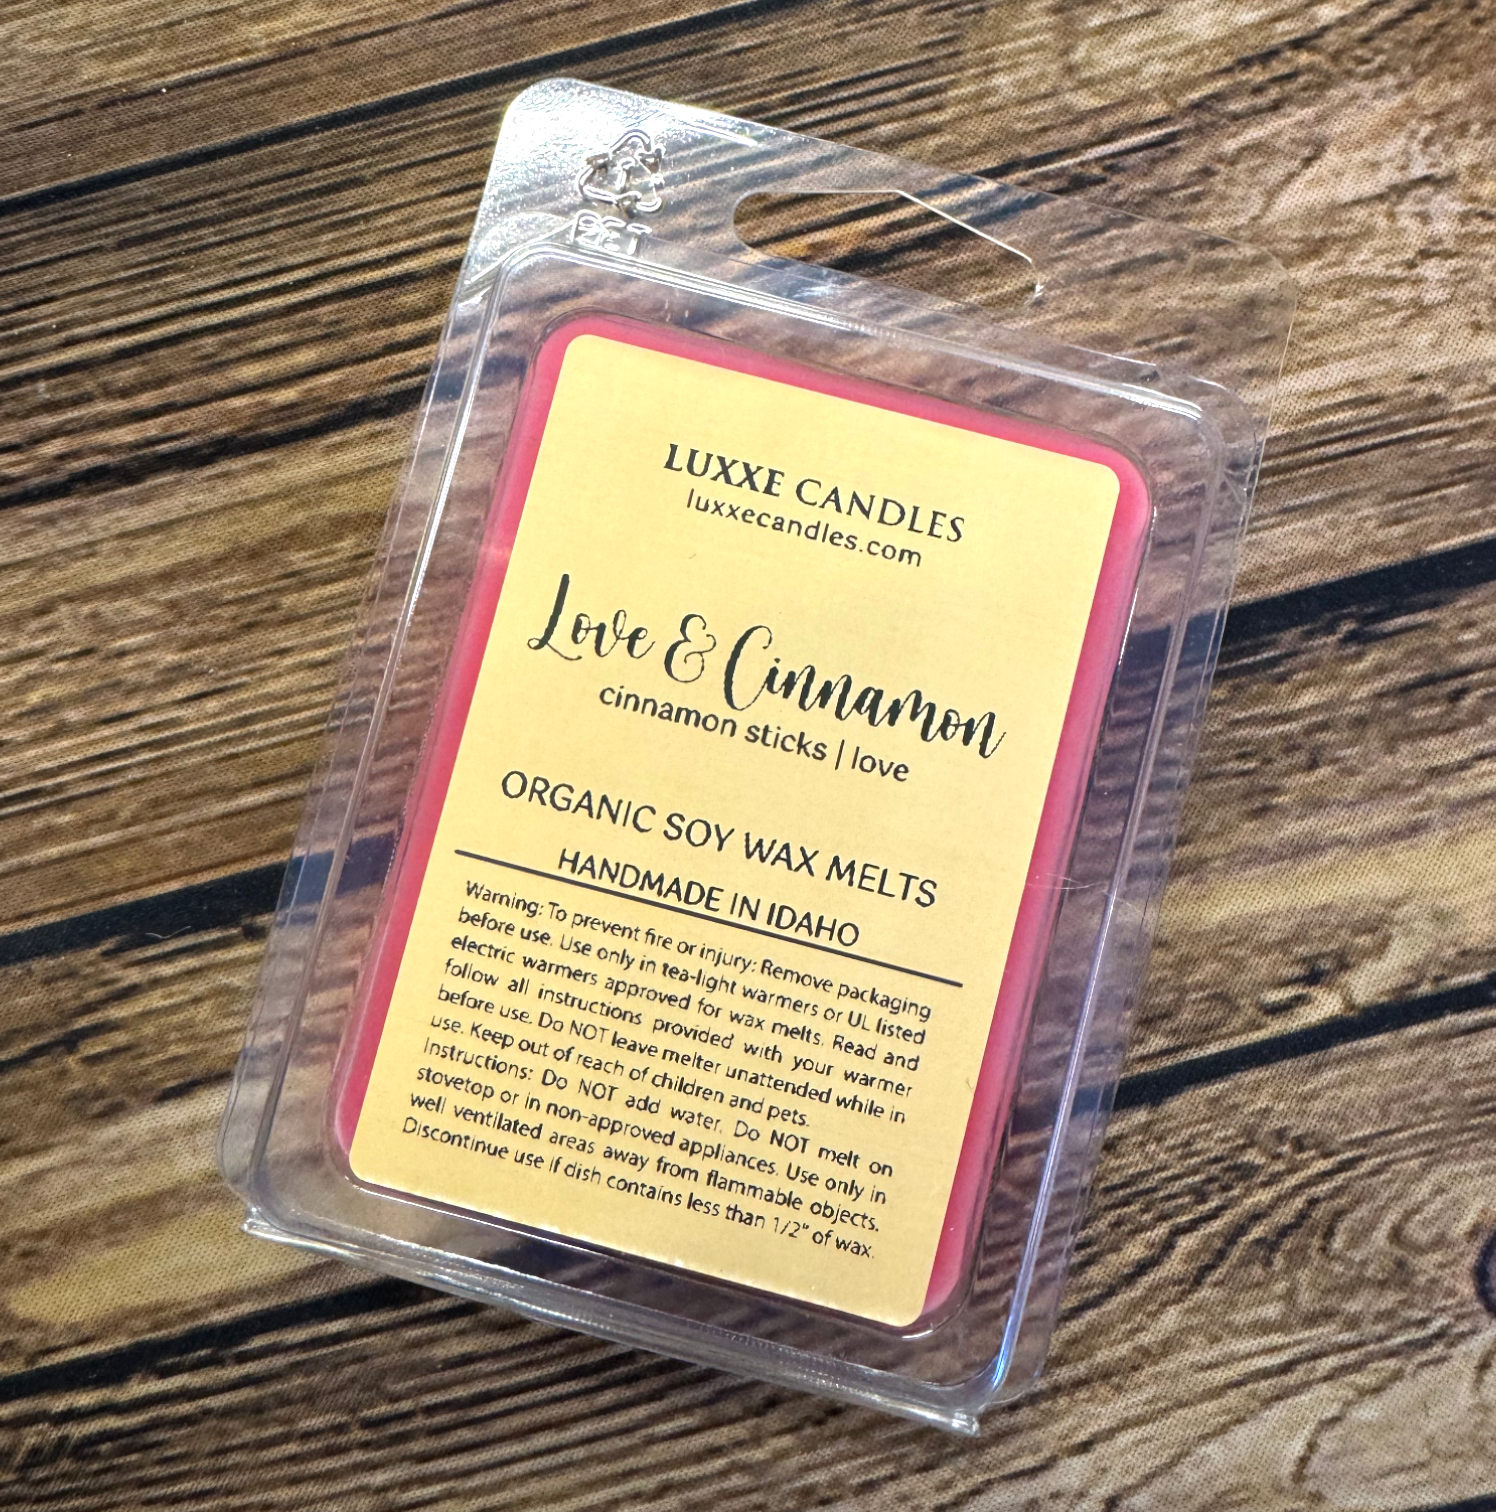 PET
LUXXE CANDLES
luxxecandles.com
Love & Cinnamon
cinnamon sticks | love
ORGANIC SOY WAX MELTS
HANDMADE IN IDAHO
Warning: To prevent fire or injury: Remove packaging
before use. Use only in tea-light warmers or UL listed
electric warmers approved for wax melts. Read and
follow all instructions provided with your warmer
before use. Do NOT leave melter unattended while in
use. Keep out of reach of children and pets.
Instructions: Do NOT add water. Do NOT melt on
stovetop or in non-approved appliances. Use only in
well ventilated areas away from flammable objects.
Discontinue use if dish contains less than 1/2" of wax.